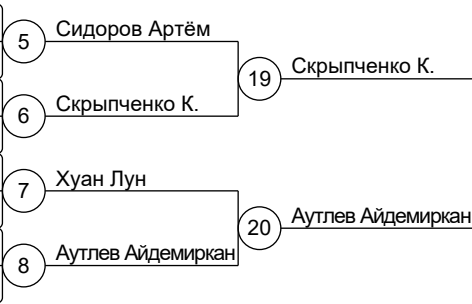 5
Сидоров Артём
19
Скрыпченко К.
6
Скрыпченко К.
7
Хуан Лун
20
Аутлев Айдемиркан
8
Аутлев Айдемиркан